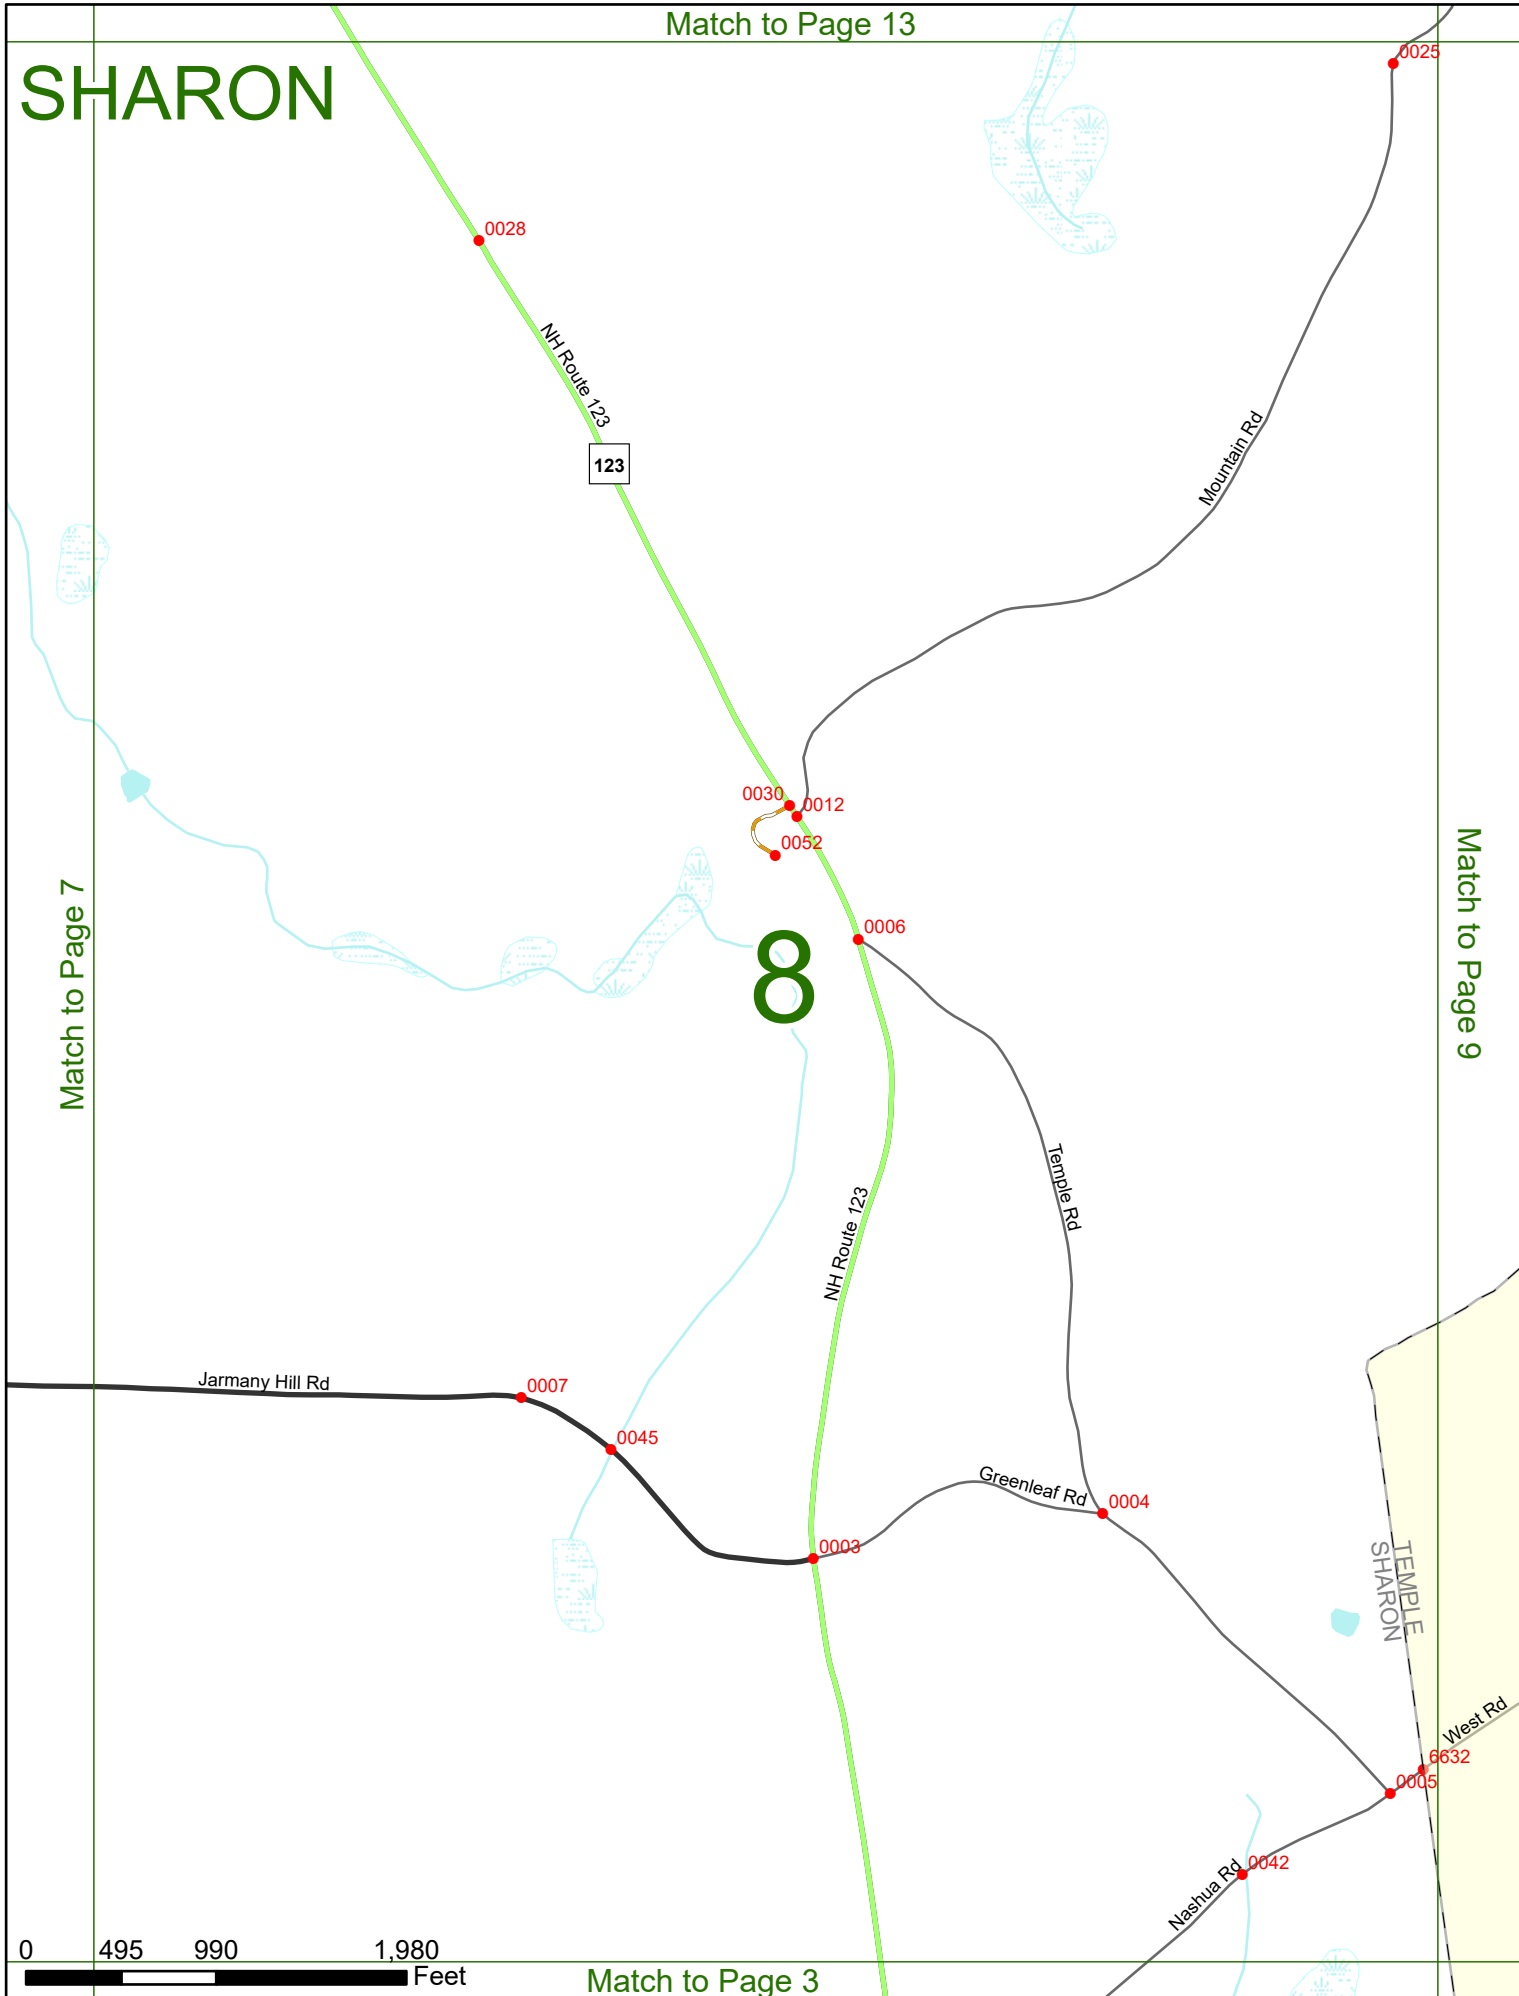 Match to Page 13
SHARON
0025
0028
NH Route 123
123
Mountain Rd
0030
0012
0052
Match to Page 7
Match to Page 9
0006
8
Temple Rd
NH Route 123
Jarmany Hill Rd
0007
0045
Greenleaf Rd
0004
0003
TEMPLE
SHARON
West Rd
6632
0005
0042
Nashua Rd
0 495 990 1,980
Feet
Match to Page 3